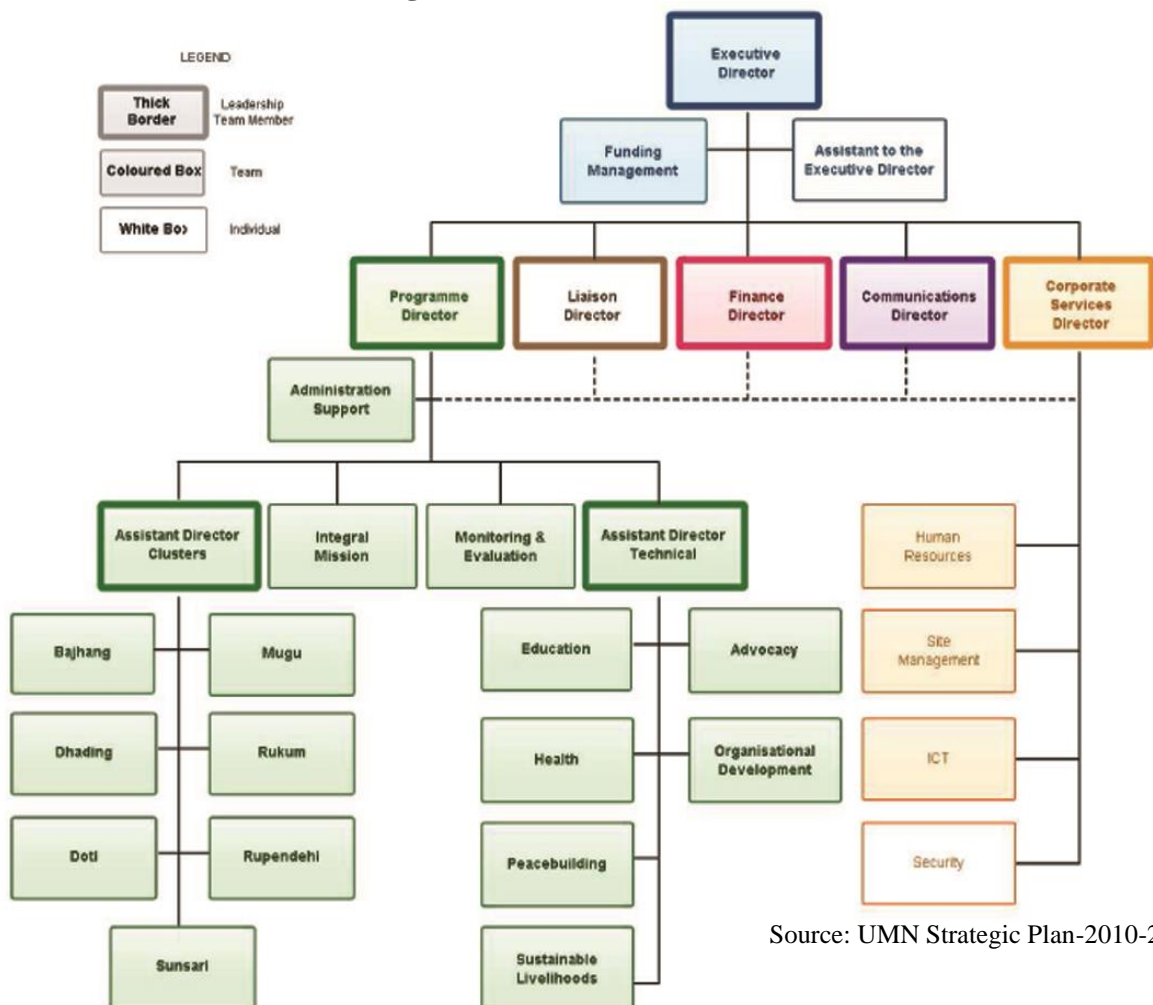 LEGEND
Thick
Border
Leadership
Team Member
Coloured Box
Team
White Box
Individual
Executive
Director
Funding
Management
Assistant to the
Executive Director
Programme
Director
Liaison
Director
Finance
Director
Communications
Director
Corporate
Services
Director
Administration
Support
Assistant Director
Clusters
Integral
Mission
Monitoring &
Evaluation
Assistant Director
Technical
Human
Resources
Bajhang
Mugu
Education
Advocacy
Site
Management
Dhading
Rukum
Health
Organisational
Development
ICT
Doti
Rupendehi
Peacebuilding
Security
Sunsari
Sustainable
Livelihoods
Source: UMN Strategic Plan-2010-2